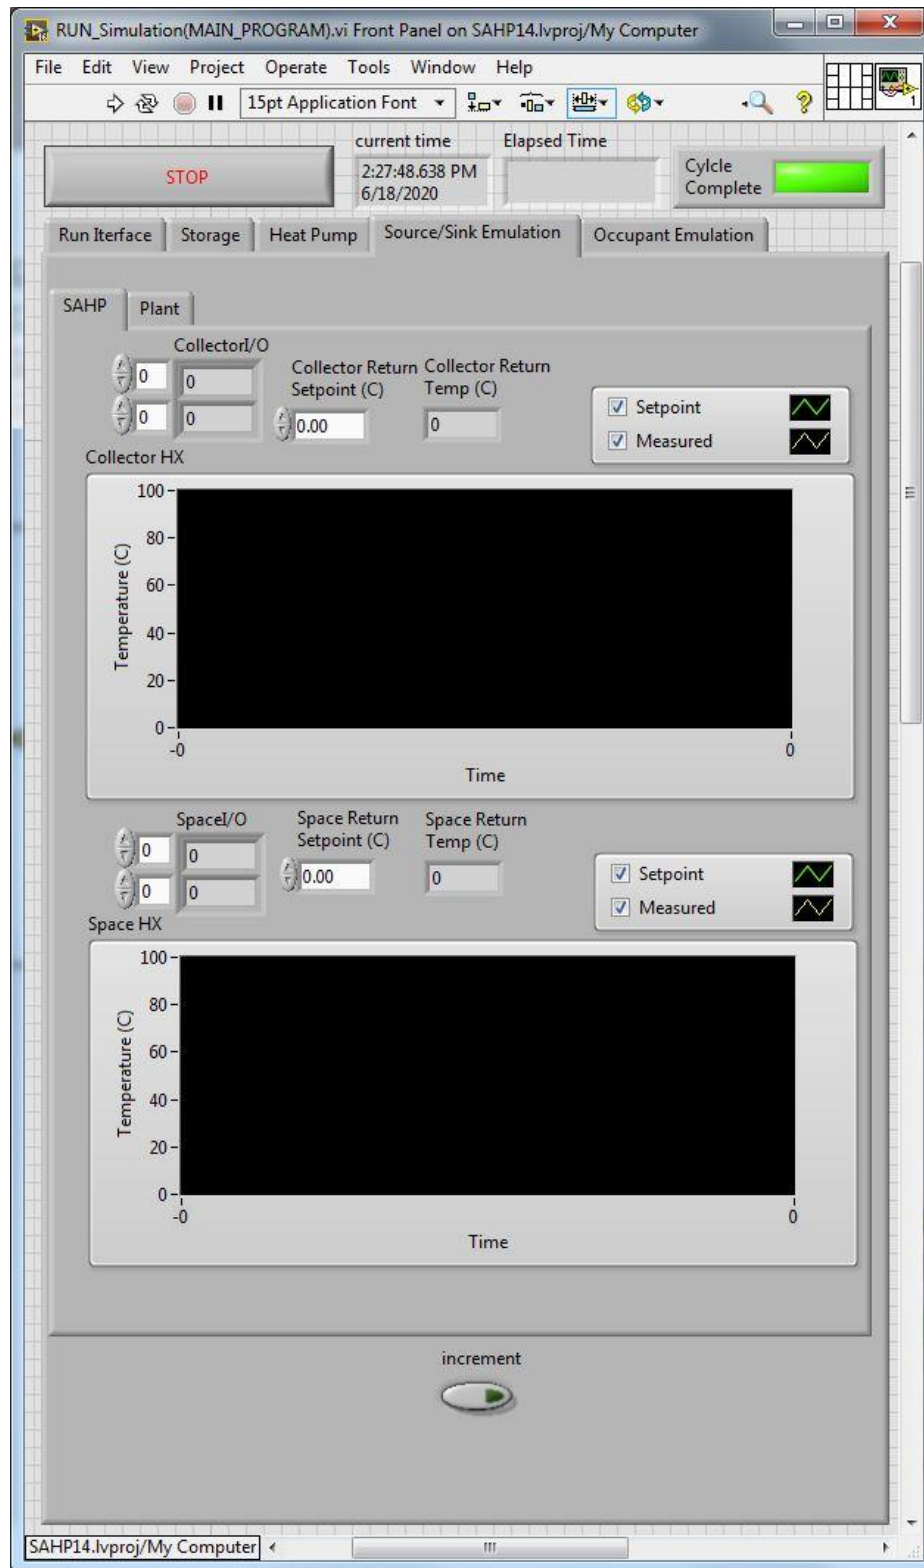 RUN_Simulation(MAIN_PROGRAM).vi Front Panel on SAHP14.lvproj/My Computer
File Edit View Project Operate Tools Window Help
15pt Application Font
1
current time Elapsed Time
STOP
2:27:48.638 PM
6/18/2020
Cylcle
Complete
Run Iterface Storage Heat Pump Source/Sink Emulation Occupant Emulation
SAHP Plant
CollectorI/O
0 0
0 0
Collector Return
Setpoint (C)
0.00
Collector Return
Temp (C)
0
Setpoint
Measured
Collector HX
100
80
60
40
20
0
Temperature (C)
-0 0
Time
SpaceI/O
0 0
0 0
Space Return
Setpoint (C)
0.00
Space Return
Temp (C)
0
Setpoint
Measured
Space HX
100
80
60
40
20
0
Temperature (C)
-0 0
Time
increment
SAHP14.lvproj/My Computer